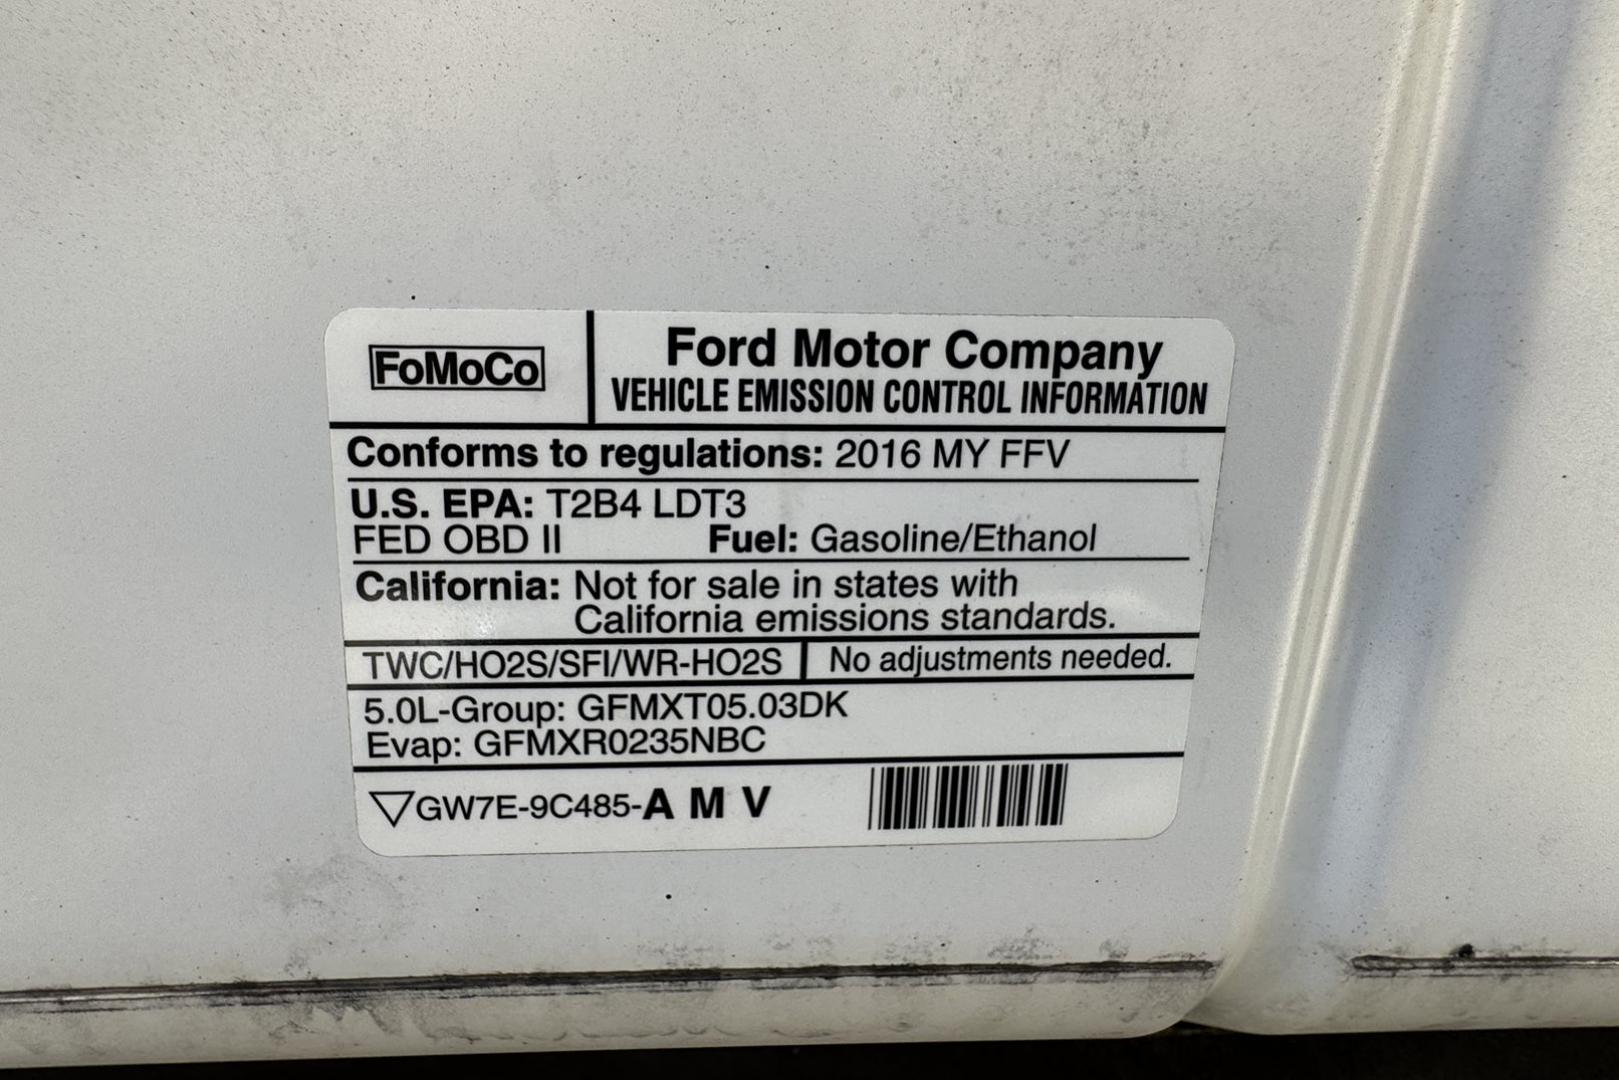 FoMoCo
Ford Motor Company
VEHICLE EMISSION CONTROL INFORMATION
Conforms to regulations: 2016 MY FFV
U.S. EPA: T2B4 LDT3
FED OBD II Fuel: Gasoline/Ethanol
California: Not for sale in states with
California emissions standards.
TWC/HO2S/SFI/WR-HO2S No adjustments needed.
5.0L-Group: GFMXT05.03DK
Evap: GFMXR0235NBC
GW7E-9C485-A M V